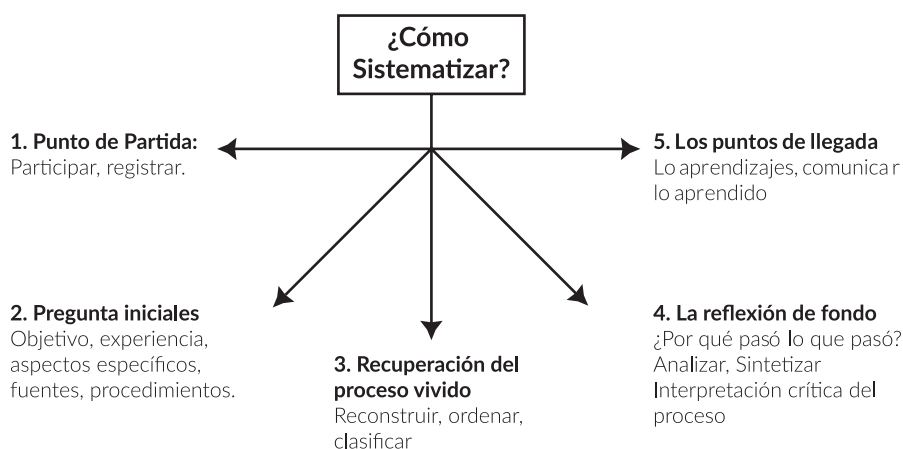 ¿Cómo
Sistematizar?
1. Punto de Partida:
Participar, registrar.
2. Pregunta iniciales
Objetivo, experiencia,
aspectos específicos,
fuentes, procedimientos.
3. Recuperación del
proceso vivido
Reconstruir, ordenar,
clasificar
4. La reflexión de fondo
¿Por qué pasó lo que pasó?
Analizar, Sintetizar
Interpretación crítica del
proceso
5. Los puntos de llegada
Lo aprendizajes, comunicar
lo aprendido